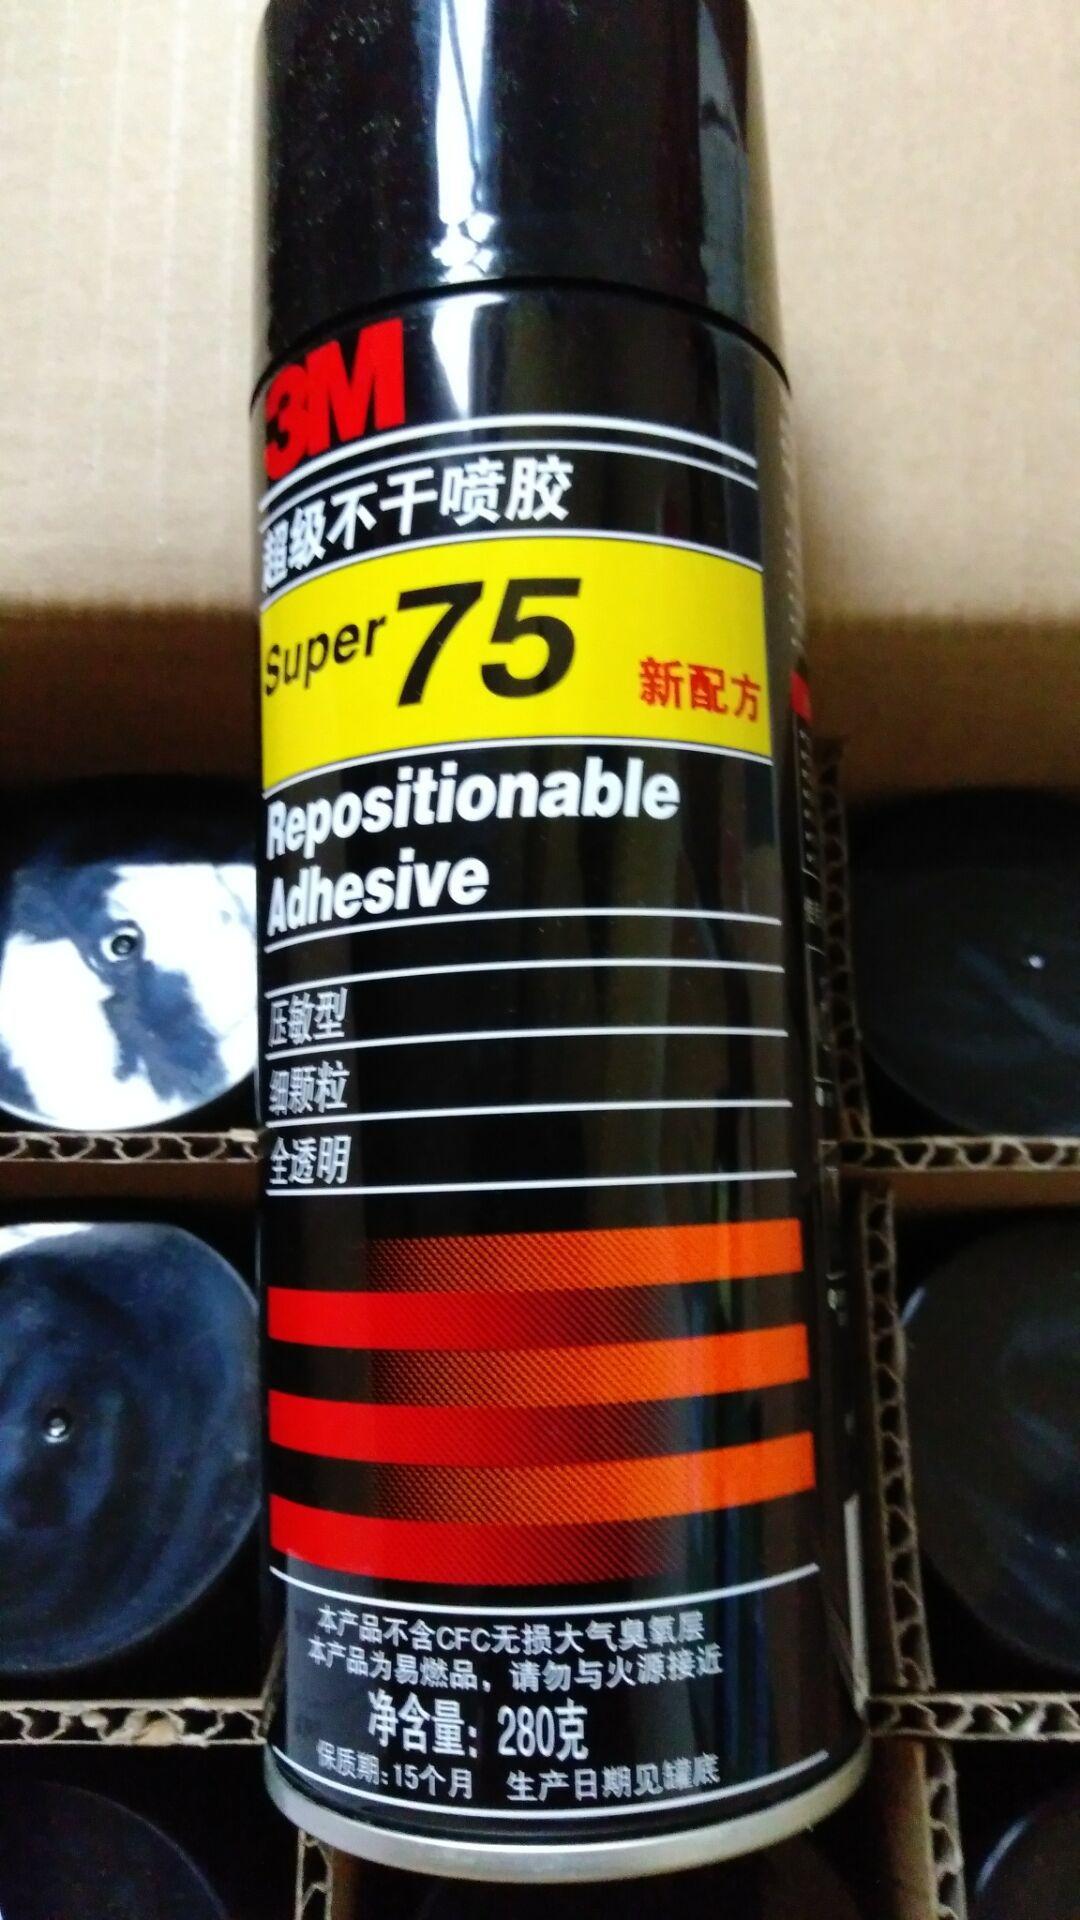 3M
超级不干喷胶
Super 75 新配方
Repositionable
Adhesive
压敏型
细颗粒
全透明
本产品不含CFC无损大气臭氧层
本产品为易燃品，请勿与火源接近
净含量：280克
保质期：15个月 生产日期见罐底